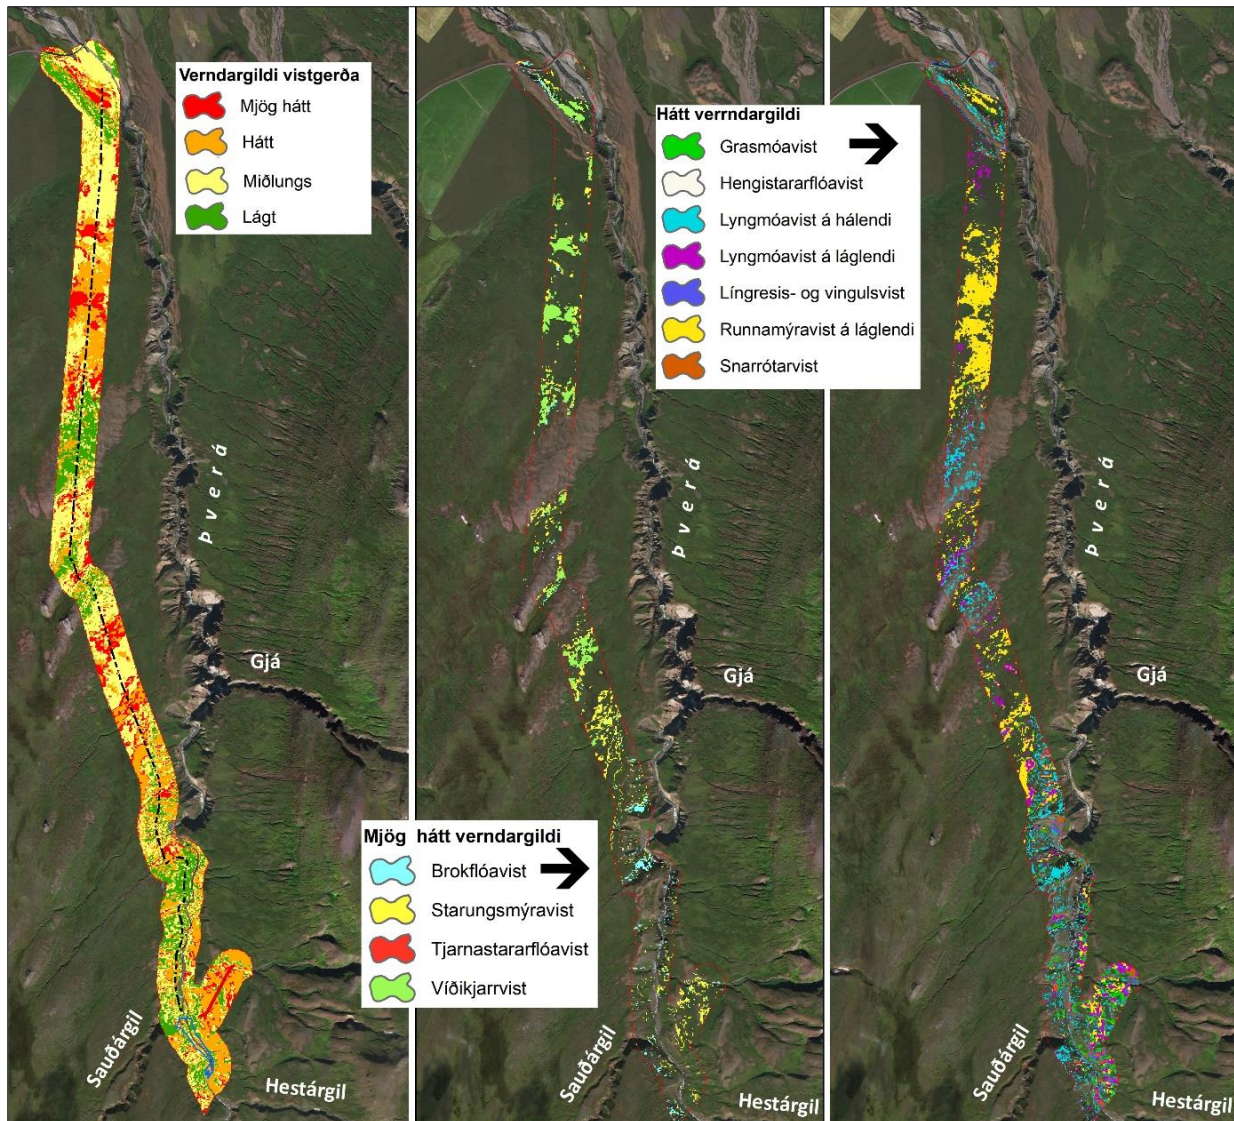 Verndargildi vistgerða
Mjög hátt
Hátt
Miðlungs
Lágt
Þverá
Gjá
Sauðárgil
Hestárgil
Mjög hátt verndargildi
Brokflóavist
Starungsmýravist
Tjarnastararflóavist
Víðikjarrvist
Þverá
Gjá
Sauðárgil
Hestárgil
Hátt verrndargildi
Grasmóavist
Hengistararflóavist
Lyngmóavist á hálendi
Lyngmóavist á láglendi
Língresis- og vingulsvist
Runnamýravist á láglendi
Snarrótarvist
Þverá
Gjá
Sauðárgil
Hestárgil